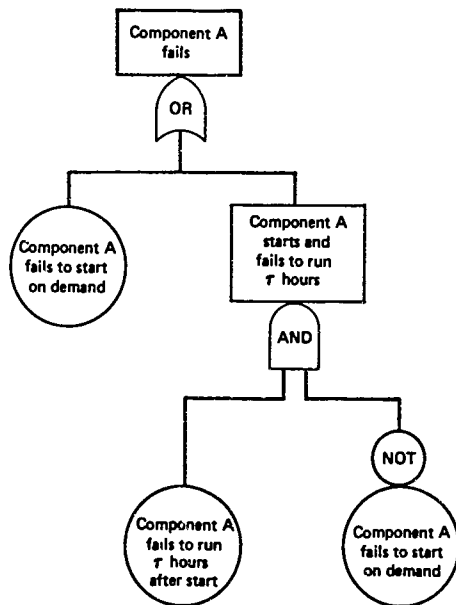 Component A
fails
OR
Component A
fails to start
on demand
Component A
starts and
fails to run
τ hours
AND
NOT
Component A
fails to run
τ hours
after start
Component A
fails to start
on demand